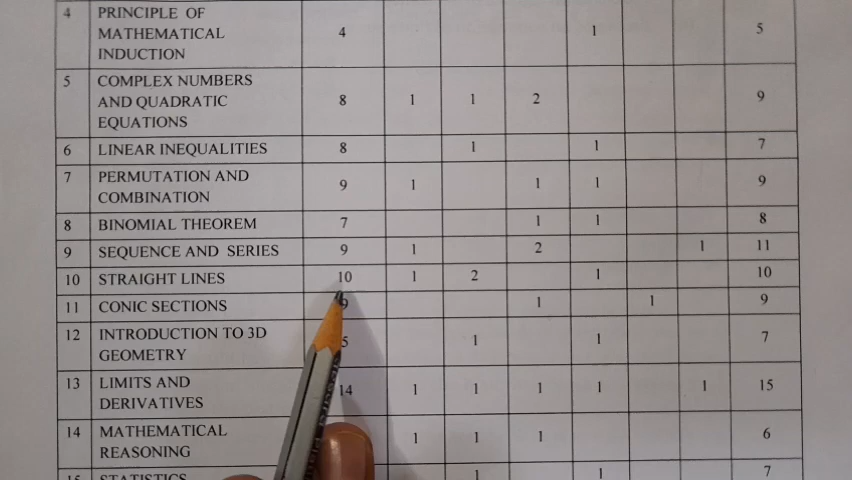 4 PRINCIPLE OF MATHEMATICAL INDUCTION 4 1 5
5 COMPLEX NUMBERS AND QUADRATIC EQUATIONS 8 1 1 2 9
6 LINEAR INEQUALITIES 8 1 1 7
7 PERMUTATION AND COMBINATION 9 1 1 1 9
8 BINOMIAL THEOREM 7 1 1 8
9 SEQUENCE AND SERIES 9 1 2 1 11
10 STRAIGHT LINES 10 1 2 1 10
11 CONIC SECTIONS 9 1 1 9
12 INTRODUCTION TO 3D GEOMETRY 5 1 1 7
13 LIMITS AND DERIVATIVES 14 1 1 1 1 1 15
14 MATHEMATICAL REASONING 1 1 1 6
15 STATISTICS 1 1 7